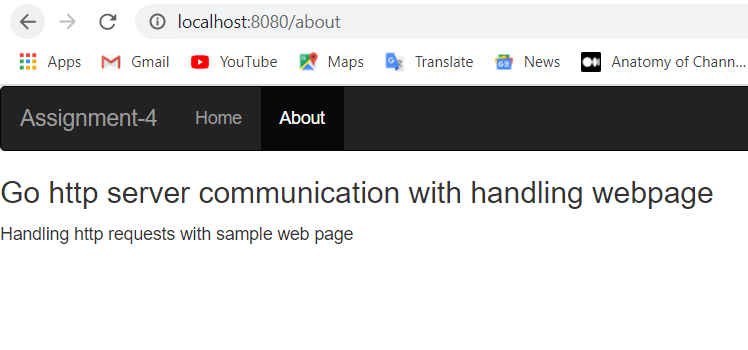 localhost:8080/about
Apps Gmail YouTube Maps Translate News Anatomy of Chann...
Assignment-4 Home About
Go http server communication with handling webpage
Handling http requests with sample web page